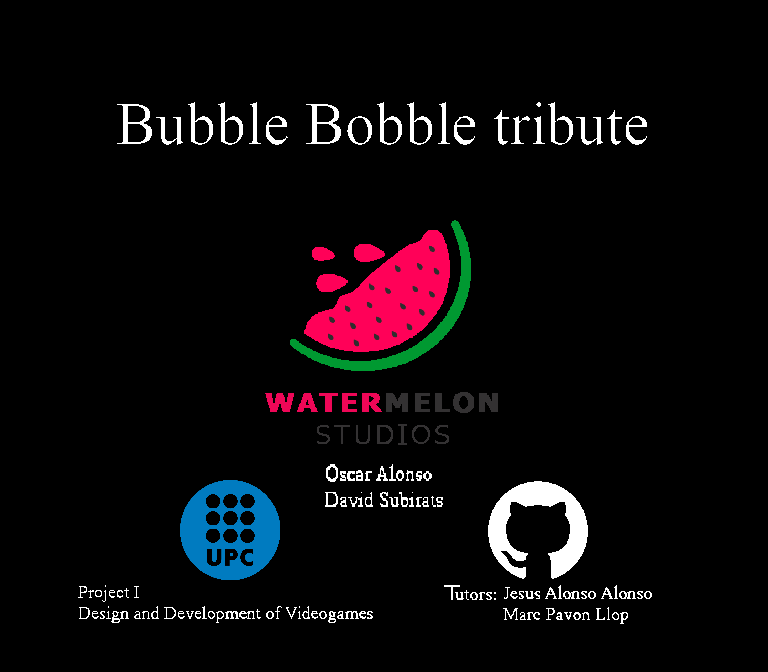 Bubble Bobble tribute
WATERMELON
STUDIOS
Oscar Alonso
David Subirats
UPC
Project I
Design and Development of Videogames
Tutors: Jesus Alonso Alonso
Marc Pavon Llop